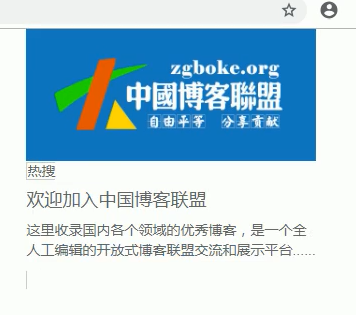 zgboke.org
中國博客聯盟
自由平等 分享貢獻
热搜
欢迎加入中国博客联盟
这里收录国内各个领域的优秀博客，是一个全
人工编辑的开放式博客联盟交流和展示平台......